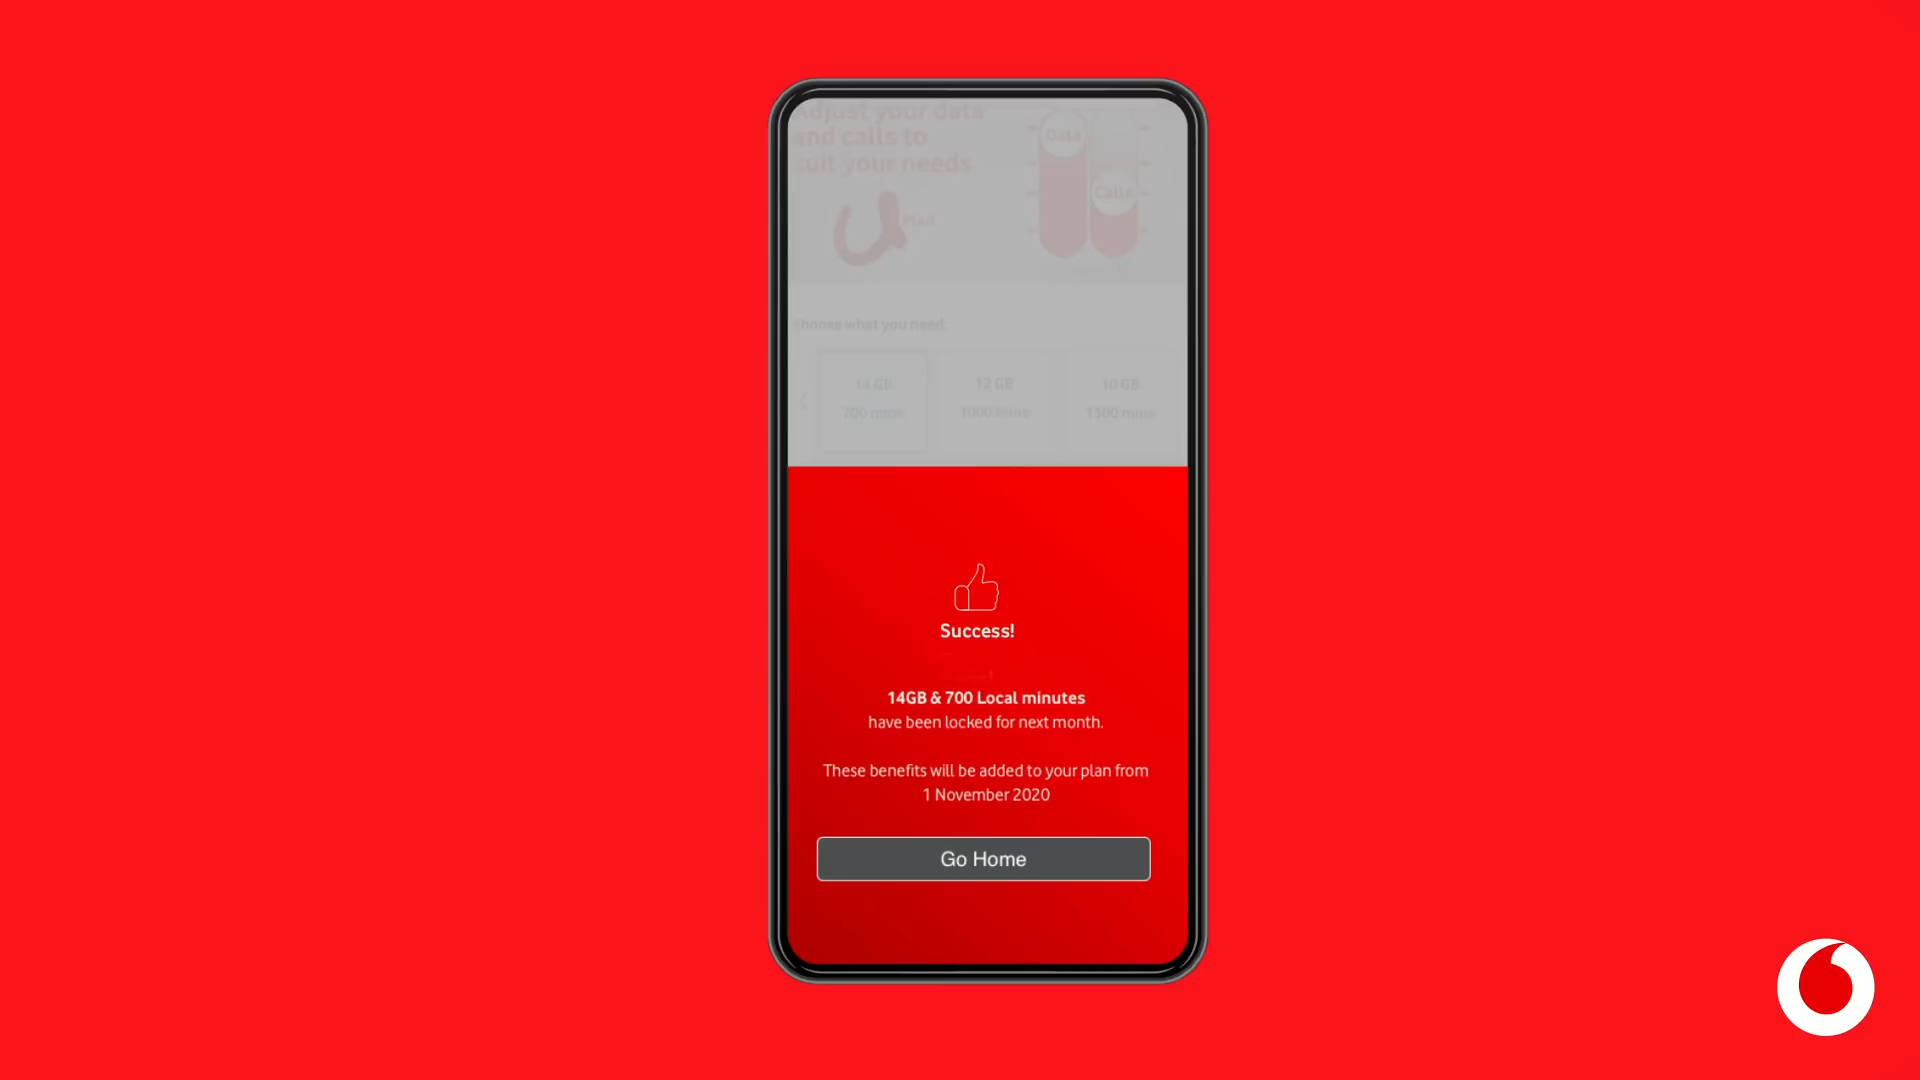 Adjust your data
and calls to
suit your needs
Data
Calls
Plan
Choose what you need:
14 GB
700 mins
12 GB
1000 mins
10 GB
1300 mins
Success!
14GB & 700 Local minutes
have been locked for next month.
These benefits will be added to your plan from
1 November 2020
Go Home